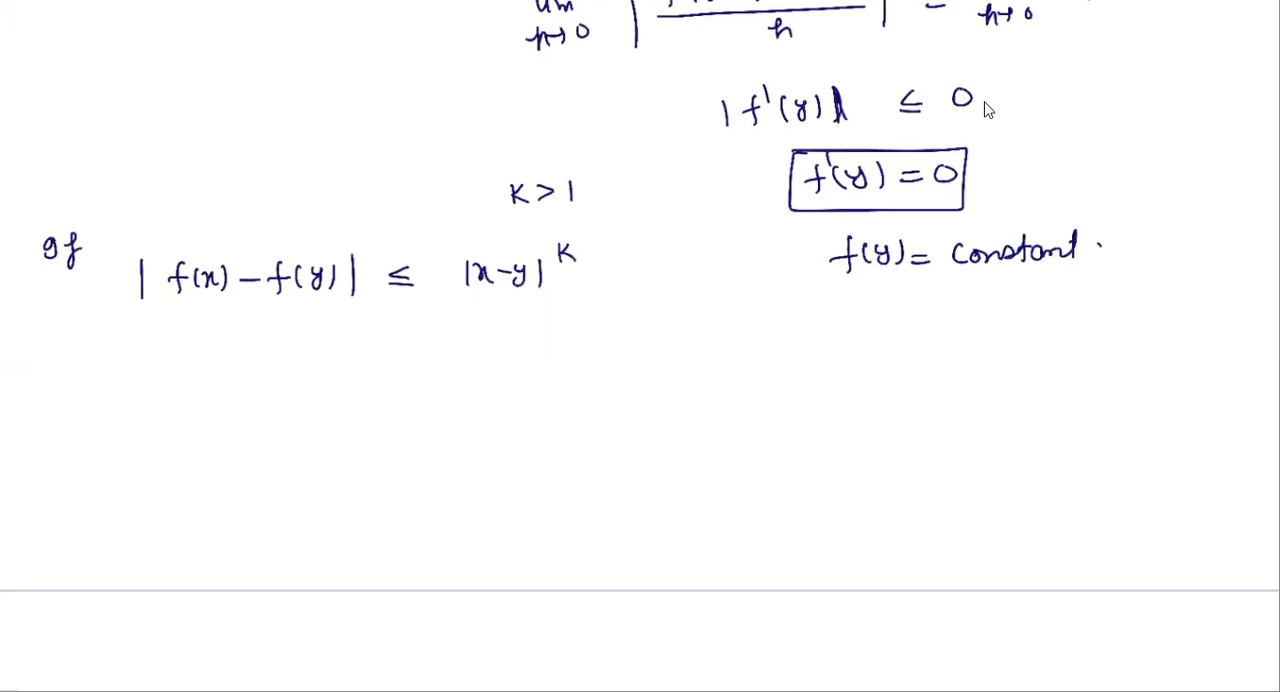 lim h→0 | / h | - h→0
| f'(y) | ≤ 0
f'(y) = 0
K > 1
f(y) = constant.
If | f(x) - f(y) | ≤ |x-y|^K